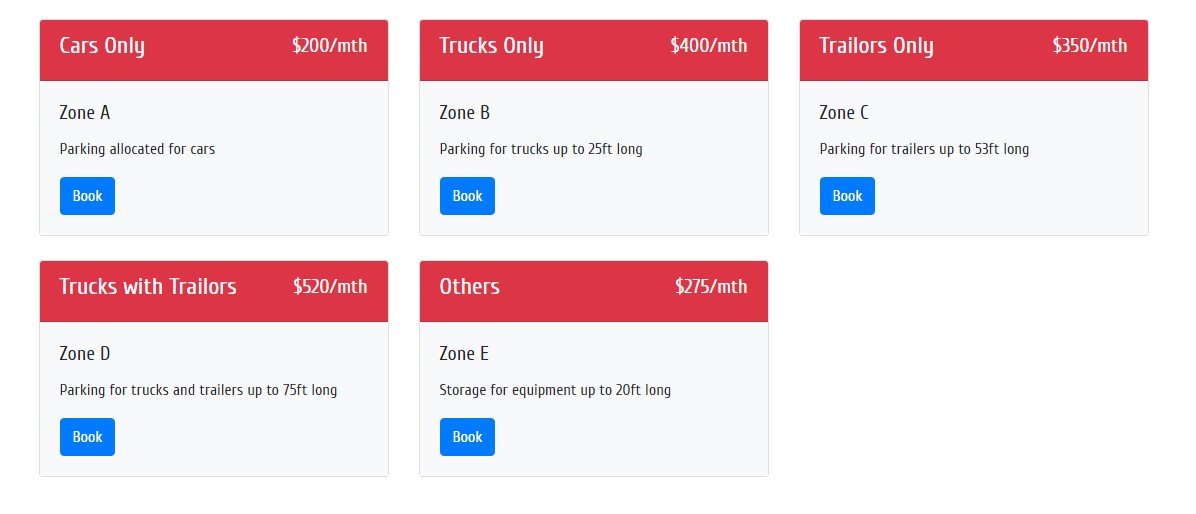 Cars Only $200/mth
Zone A
Parking allocated for cars
Book
Trucks Only $400/mth
Zone B
Parking for trucks up to 25ft long
Book
Trailors Only $350/mth
Zone C
Parking for trailers up to 53ft long
Book
Trucks with Trailors $520/mth
Zone D
Parking for trucks and trailers up to 75ft long
Book
Others $275/mth
Zone E
Storage for equipment up to 20ft long
Book